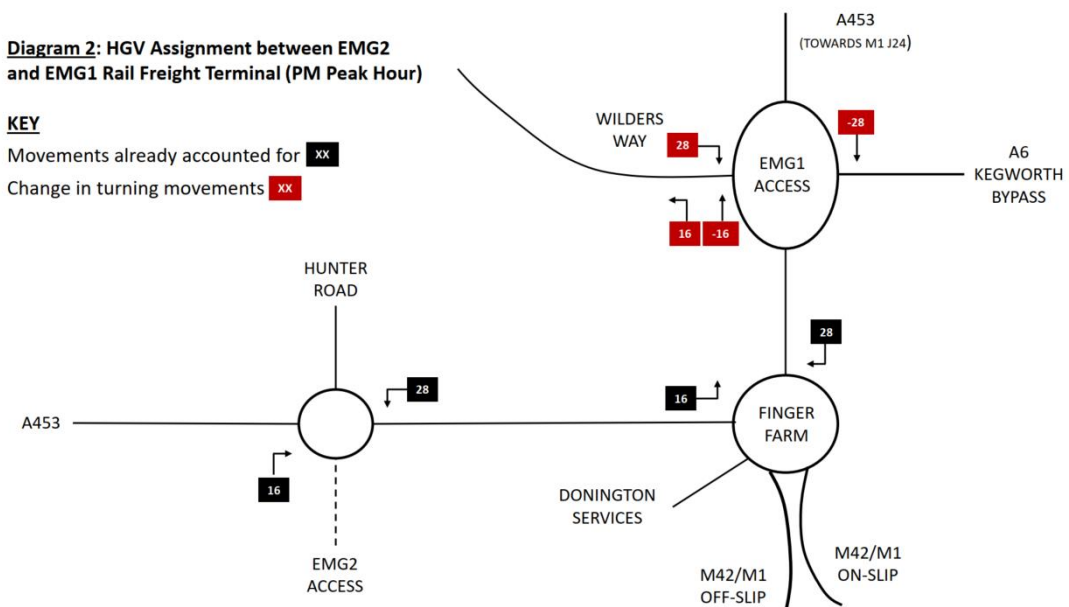 Diagram 2: HGV Assignment between EMG2
and EMG1 Rail Freight Terminal (PM Peak Hour)
KEY
Movements already accounted for XX
Change in turning movements XX
A453
(TOWARDS M1 J24)
WILDERS
WAY
28
-28
EMG1
ACCESS
A6
KEGWORTH
BYPASS
16
-16
HUNTER
ROAD
28
28
16
A453
FINGER
FARM
16
DONINGTON
SERVICES
EMG2
ACCESS
M42/M1
OFF-SLIP
M42/M1
ON-SLIP